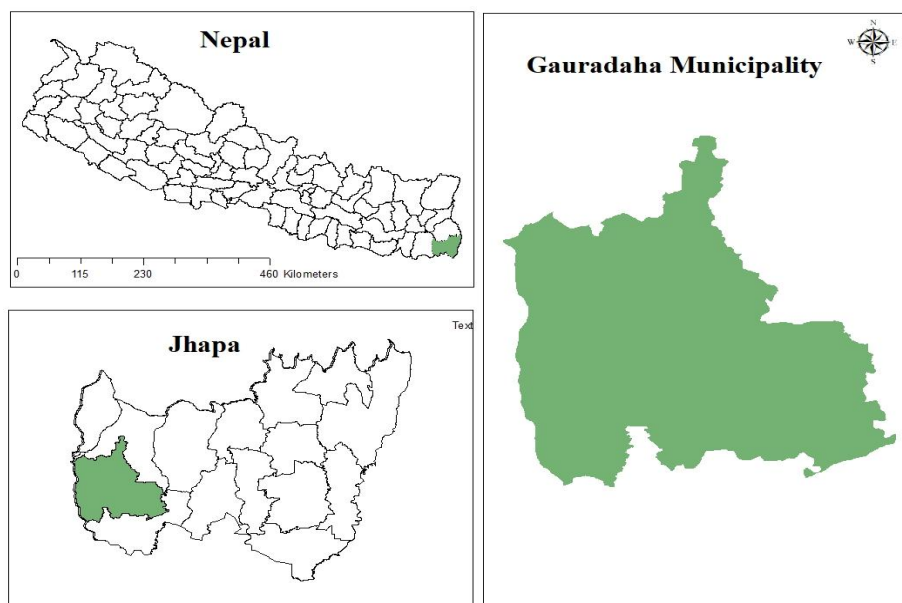 Nepal
0 115 230 460 Kilometers
Text
Jhapa
N
W E
S
Gauradaha Municipality